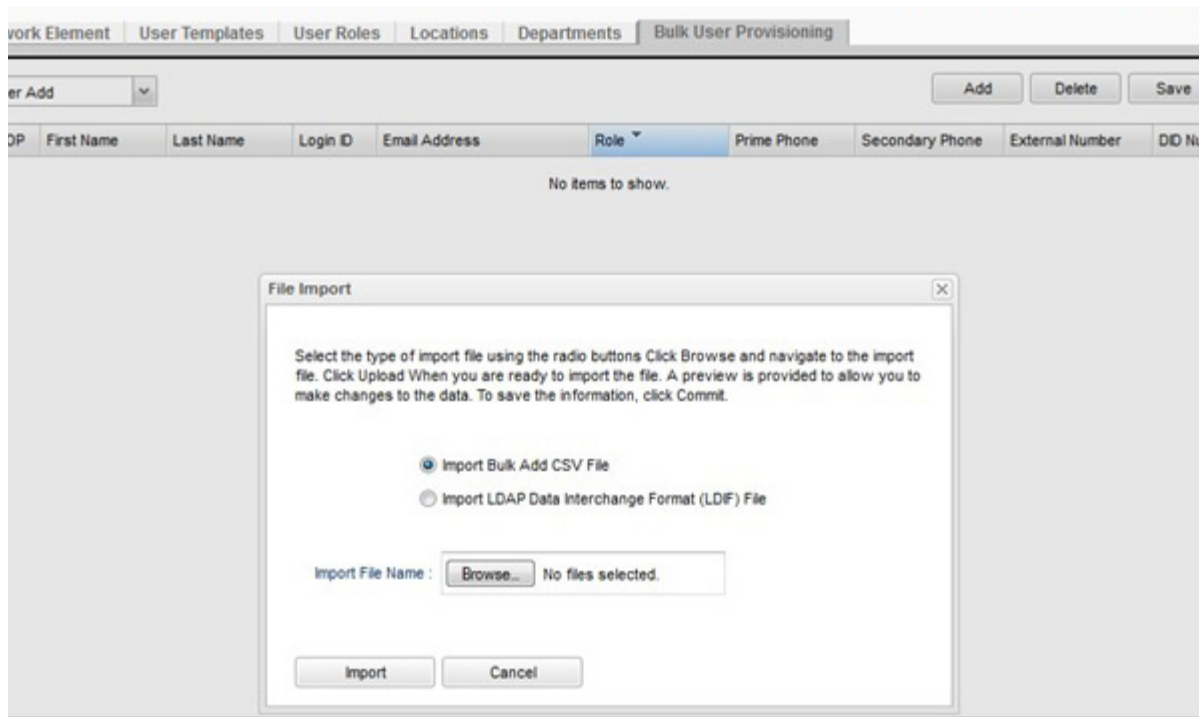 work Element User Templates User Roles Locations Departments Bulk User Provisioning
er Add Add Delete Save
OP First Name Last Name Login ID Email Address Role Prime Phone Secondary Phone External Number DID Nu
No items to show.
File Import
Select the type of import file using the radio buttons Click Browse and navigate to the import
file. Click Upload When you are ready to import the file. A preview is provided to allow you to
make changes to the data. To save the information, click Commit.
Import Bulk Add CSV File
Import LDAP Data Interchange Format (LDIF) File
Import File Name : Browse... No files selected.
Import Cancel